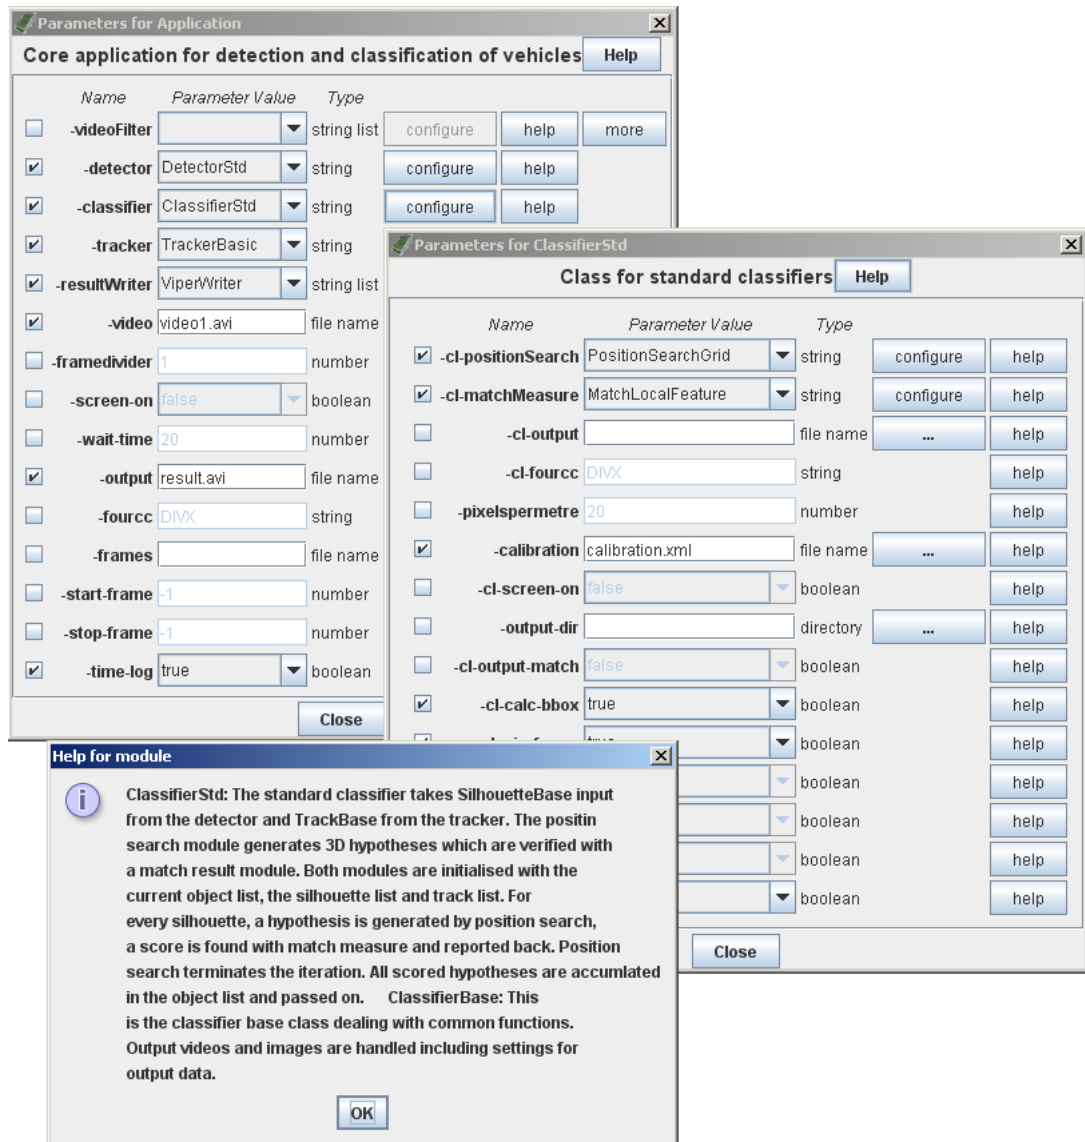 Parameters for Application
Core application for detection and classification of vehicles Help
Name Parameter Value Type
-videoFilter string list configure help more
-detector DetectorStd string configure help
-classifier ClassifierStd string configure help
-tracker TrackerBasic string
-resultWriter ViperWriter string list
-video video1.avi file name
-framedivider 1 number
-screen-on false boolean
-wait-time 20 number
-output result.avi file name
-fourcc DIVX string
-frames file name
-start-frame -1 number
-stop-frame -1 number
-time-log true boolean
Close
Parameters for ClassifierStd
Class for standard classifiers Help
Name Parameter Value Type
-cl-positionSearch PositionSearchGrid string configure help
-cl-matchMeasure MatchLocalFeature string configure help
-cl-output file name ... help
-cl-fourcc DIVX string help
-pixelspermetre 20 number help
-calibration calibration.xml file name ... help
-cl-screen-on false boolean help
-output-dir directory ... help
-cl-output-match false boolean help
-cl-calc-bbox true boolean help
boolean help
boolean help
boolean help
boolean help
boolean help
Close
Help for module
ClassifierStd: The standard classifier takes SilhouetteBase input
from the detector and TrackBase from the tracker. The positin
search module generates 3D hypotheses which are verified with
a match result module. Both modules are initialised with the
current object list, the silhouette list and track list. For
every silhouette, a hypothesis is generated by position search,
a score is found with match measure and reported back. Position
search terminates the iteration. All scored hypotheses are accumlated
in the object list and passed on. ClassifierBase: This
is the classifier base class dealing with common functions.
Output videos and images are handled including settings for
output data.
OK